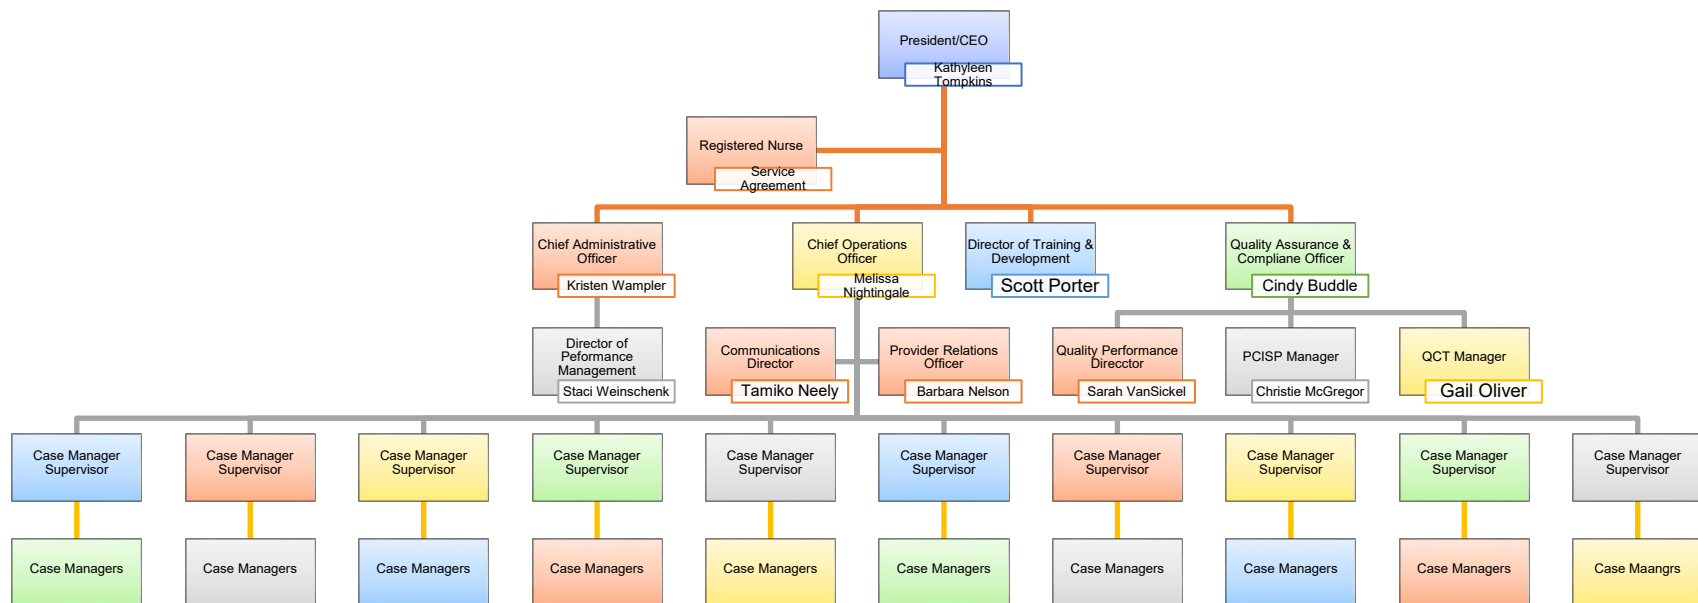 President/CEO
Kathyleen
Tompkins
Registered Nurse
Service
Agreement
Chief Administrative
Officer
Kristen Wampler
Chief Operations
Officer
Melissa
Nightingale
Director of Training &
Development
Scott Porter
Quality Assurance &
Compliane Officer
Cindy Buddle
Director of
Peformance
Management
Staci Weinschenk
Communications
Director
Tamiko Neely
Provider Relations
Officer
Barbara Nelson
Quality Performance
Direcctor
Sarah VanSickel
PCISP Manager
Christie McGregor
QCT Manager
Gail Oliver
Case Manager
Supervisor
Case Manager
Supervisor
Case Manager
Supervisor
Case Manager
Supervisor
Case Manager
Supervisor
Case Manager
Supervisor
Case Manager
Supervisor
Case Manager
Supervisor
Case Manager
Supervisor
Case Manager
Supervisor
Case Managers
Case Managers
Case Managers
Case Managers
Case Managers
Case Managers
Case Managers
Case Managers
Case Managers
Case Maangrs